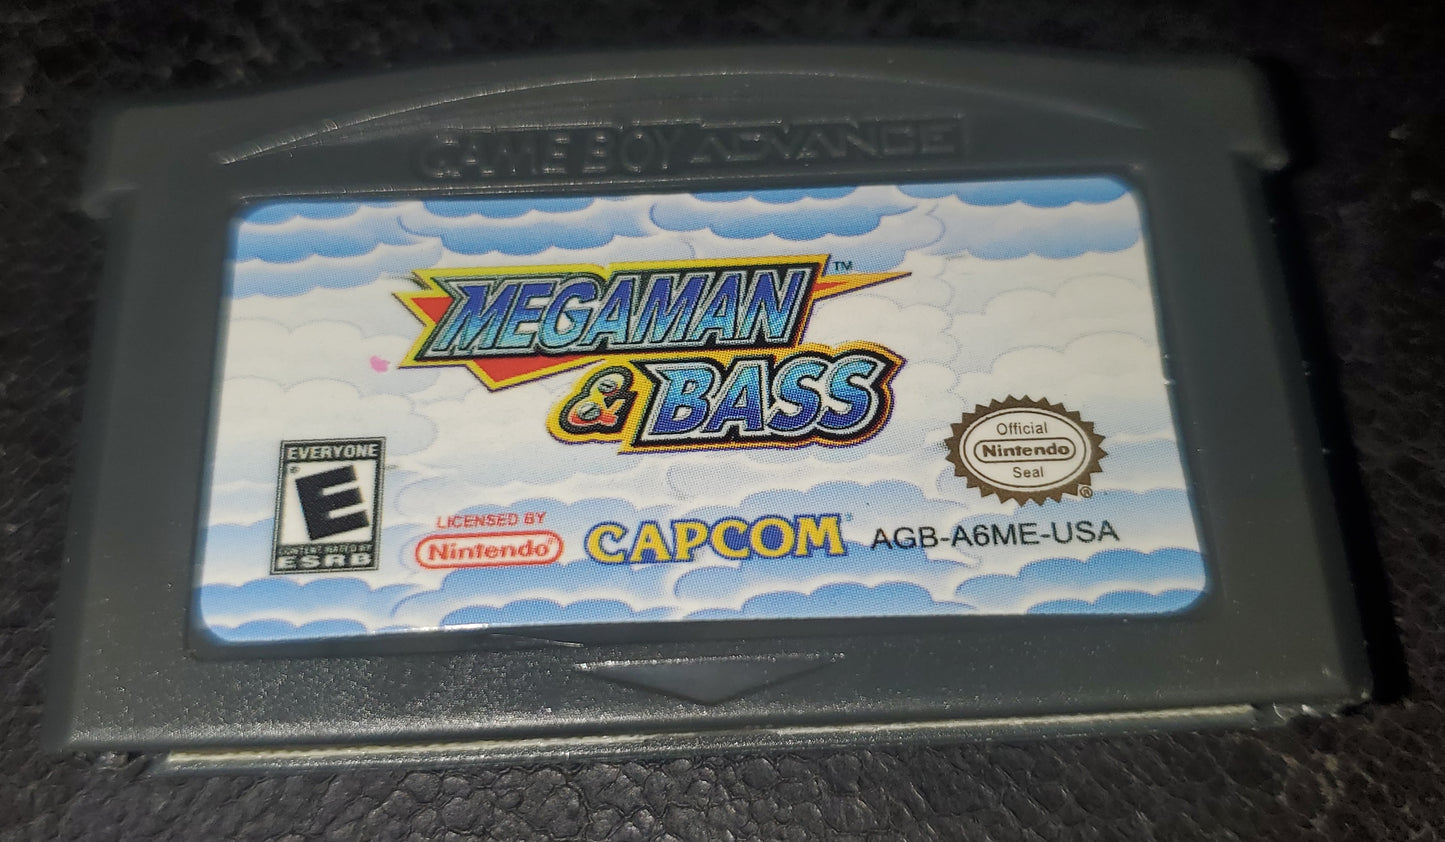 GAME BOY ADVANCE
MEGAMAN™
& BASS
EVERYONE
E
CONTENT RATED BY
ESRB
LICENSED BY
Nintendo®
CAPCOM®
AGB-A6ME-USA
Official
Nintendo
Seal
®